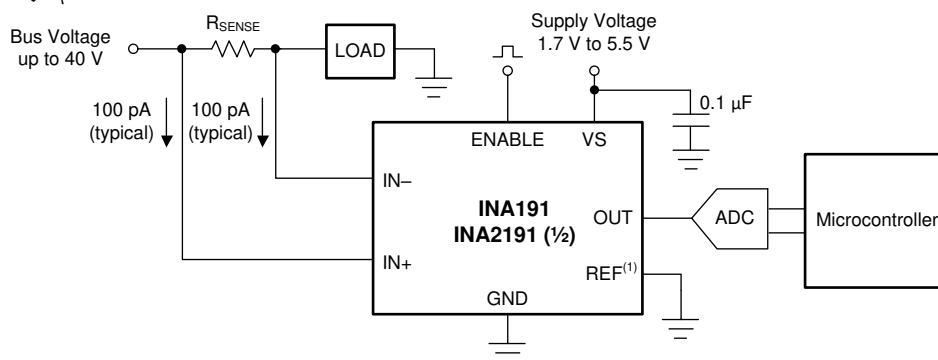 Bus Voltage
up to 40 V
R_SENSE
LOAD
Supply Voltage
1.7 V to 5.5 V
100 pA
(typical)
100 pA
(typical)
0.1 µF
ENABLE
VS
IN–
INA191
INA2191 (½)
OUT
ADC
Microcontroller
IN+
REF(1)
GND